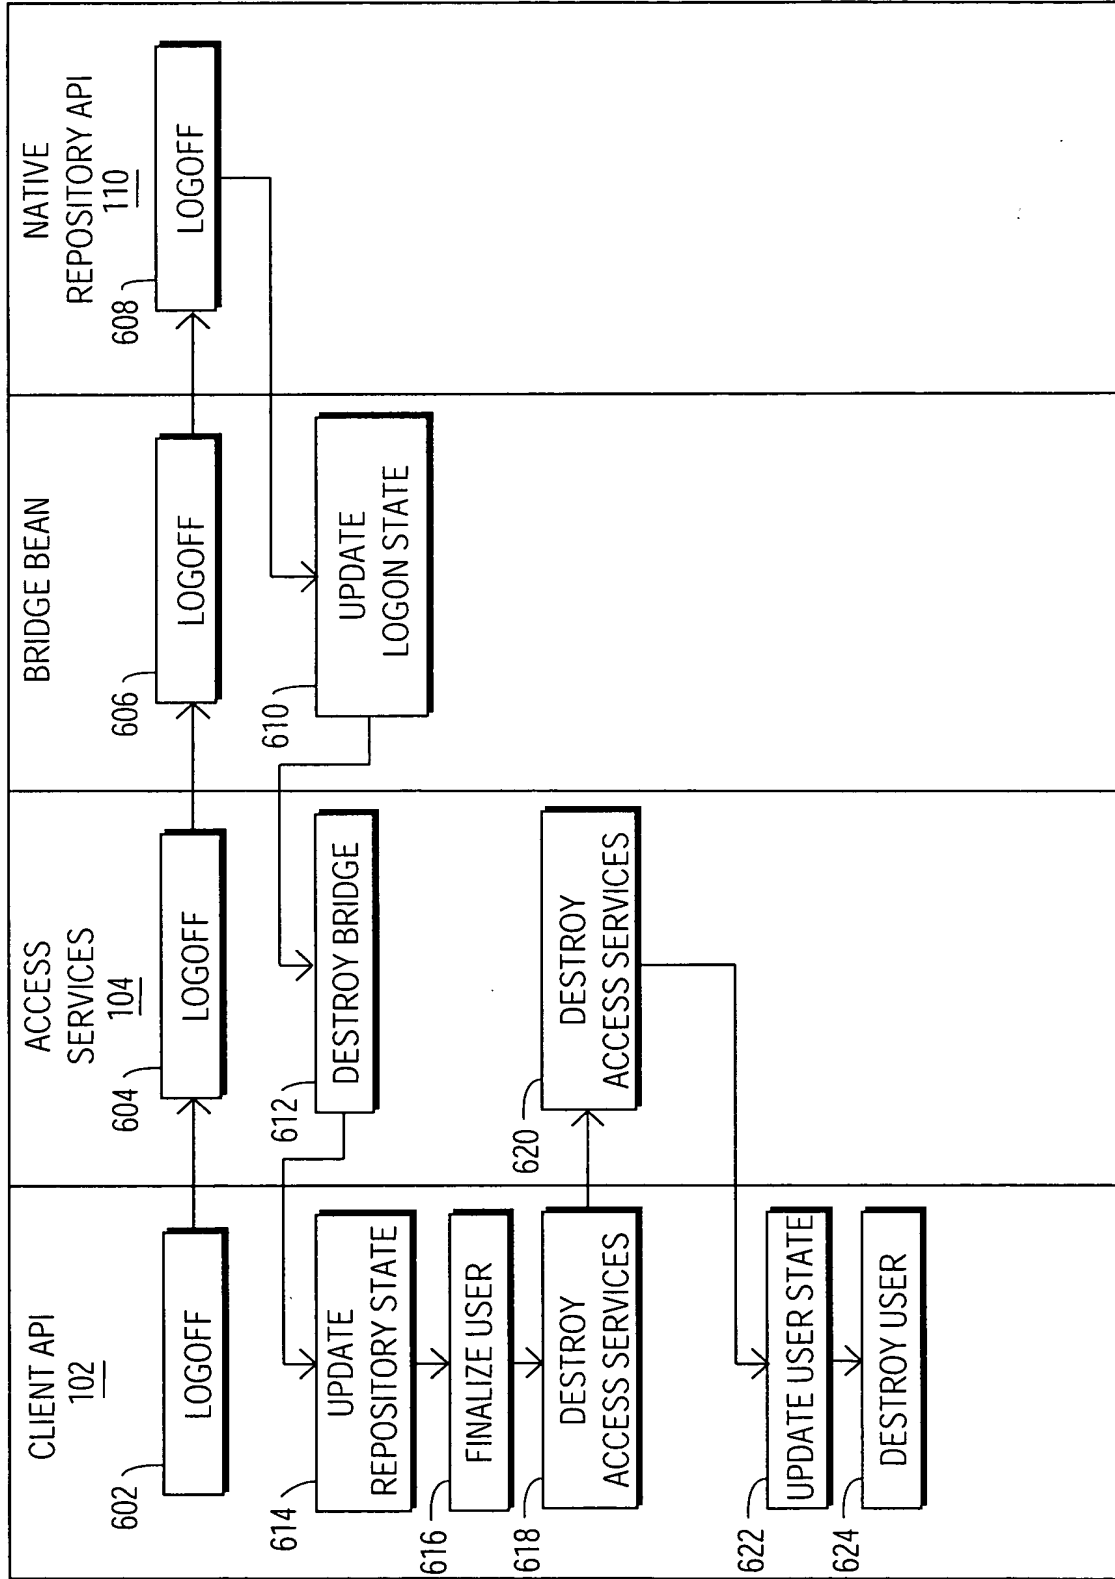 CLIENT API
102
ACCESS
SERVICES
104
BRIDGE BEAN
NATIVE
REPOSITORY API
110
602
LOGOFF
604
LOGOFF
606
LOGOFF
608
LOGOFF
610
UPDATE
LOGON STATE
612
DESTROY BRIDGE
614
UPDATE
REPOSITORY STATE
616
FINALIZE USER
618
DESTROY
ACCESS SERVICES
620
DESTROY
ACCESS SERVICES
622
UPDATE USER STATE
624
DESTROY USER